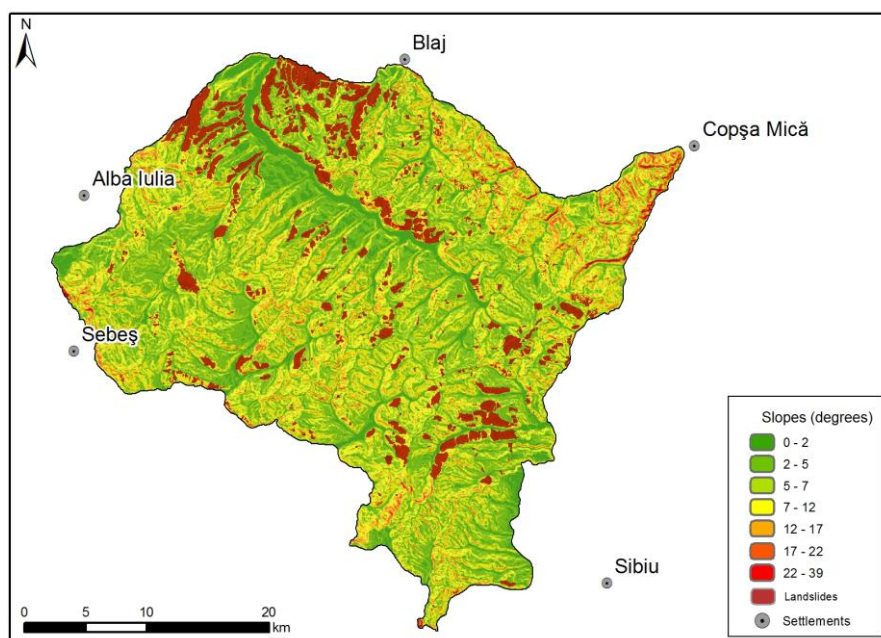 N
Blaj
Copşa Mică
Alba Iulia
Sebeş
Sibiu
Slopes (degrees)
0 - 2
2 - 5
5 - 7
7 - 12
12 - 17
17 - 22
22 - 39
Landslides
Settlements
0 5 10 20
km